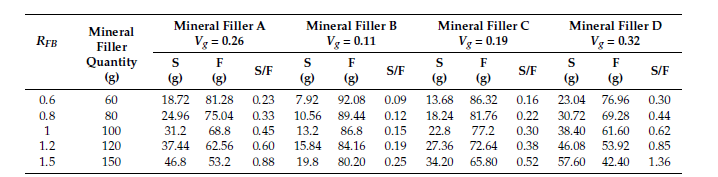 Mineral Filler A Mineral Filler B Mineral Filler C Mineral Filler D
R_FB Mineral Filler Quantity (g) V_g = 0.26 V_g = 0.11 V_g = 0.19 V_g = 0.32
S (g) F (g) S/F S (g) F (g) S/F S (g) F (g) S/F S (g) F (g) S/F
0.6 60 18.72 81.28 0.23 7.92 92.08 0.09 13.68 86.32 0.16 23.04 76.96 0.30
0.8 80 24.96 75.04 0.33 10.56 89.44 0.12 18.24 81.76 0.22 30.72 69.28 0.44
1 100 31.2 68.8 0.45 13.2 86.8 0.15 22.8 77.2 0.30 38.40 61.60 0.62
1.2 120 37.44 62.56 0.60 15.84 84.16 0.19 27.36 72.64 0.38 46.08 53.92 0.85
1.5 150 46.8 53.2 0.88 19.8 80.20 0.25 34.20 65.80 0.52 57.60 42.40 1.36